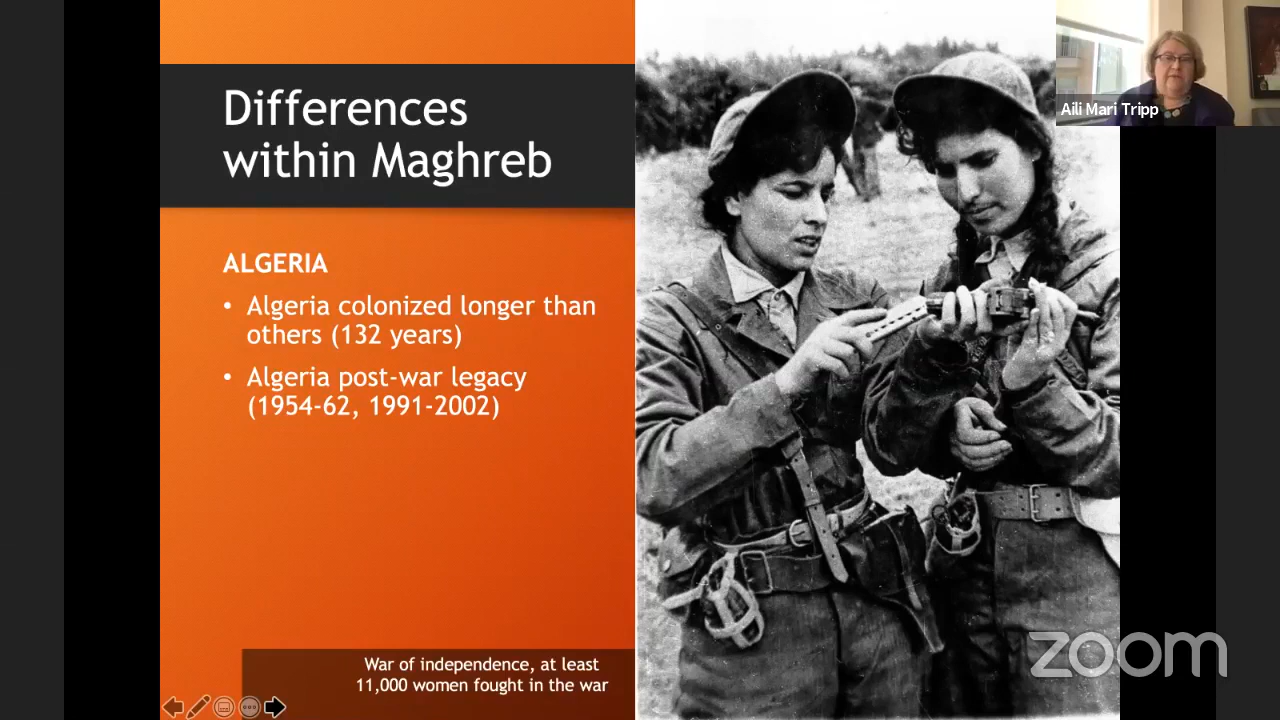 Differences
within Maghreb
ALGERIA
• Algeria colonized longer than
others (132 years)
• Algeria post-war legacy
(1954-62, 1991-2002)
War of independence, at least
11,000 women fought in the war
Aili Mari Tripp
zoom